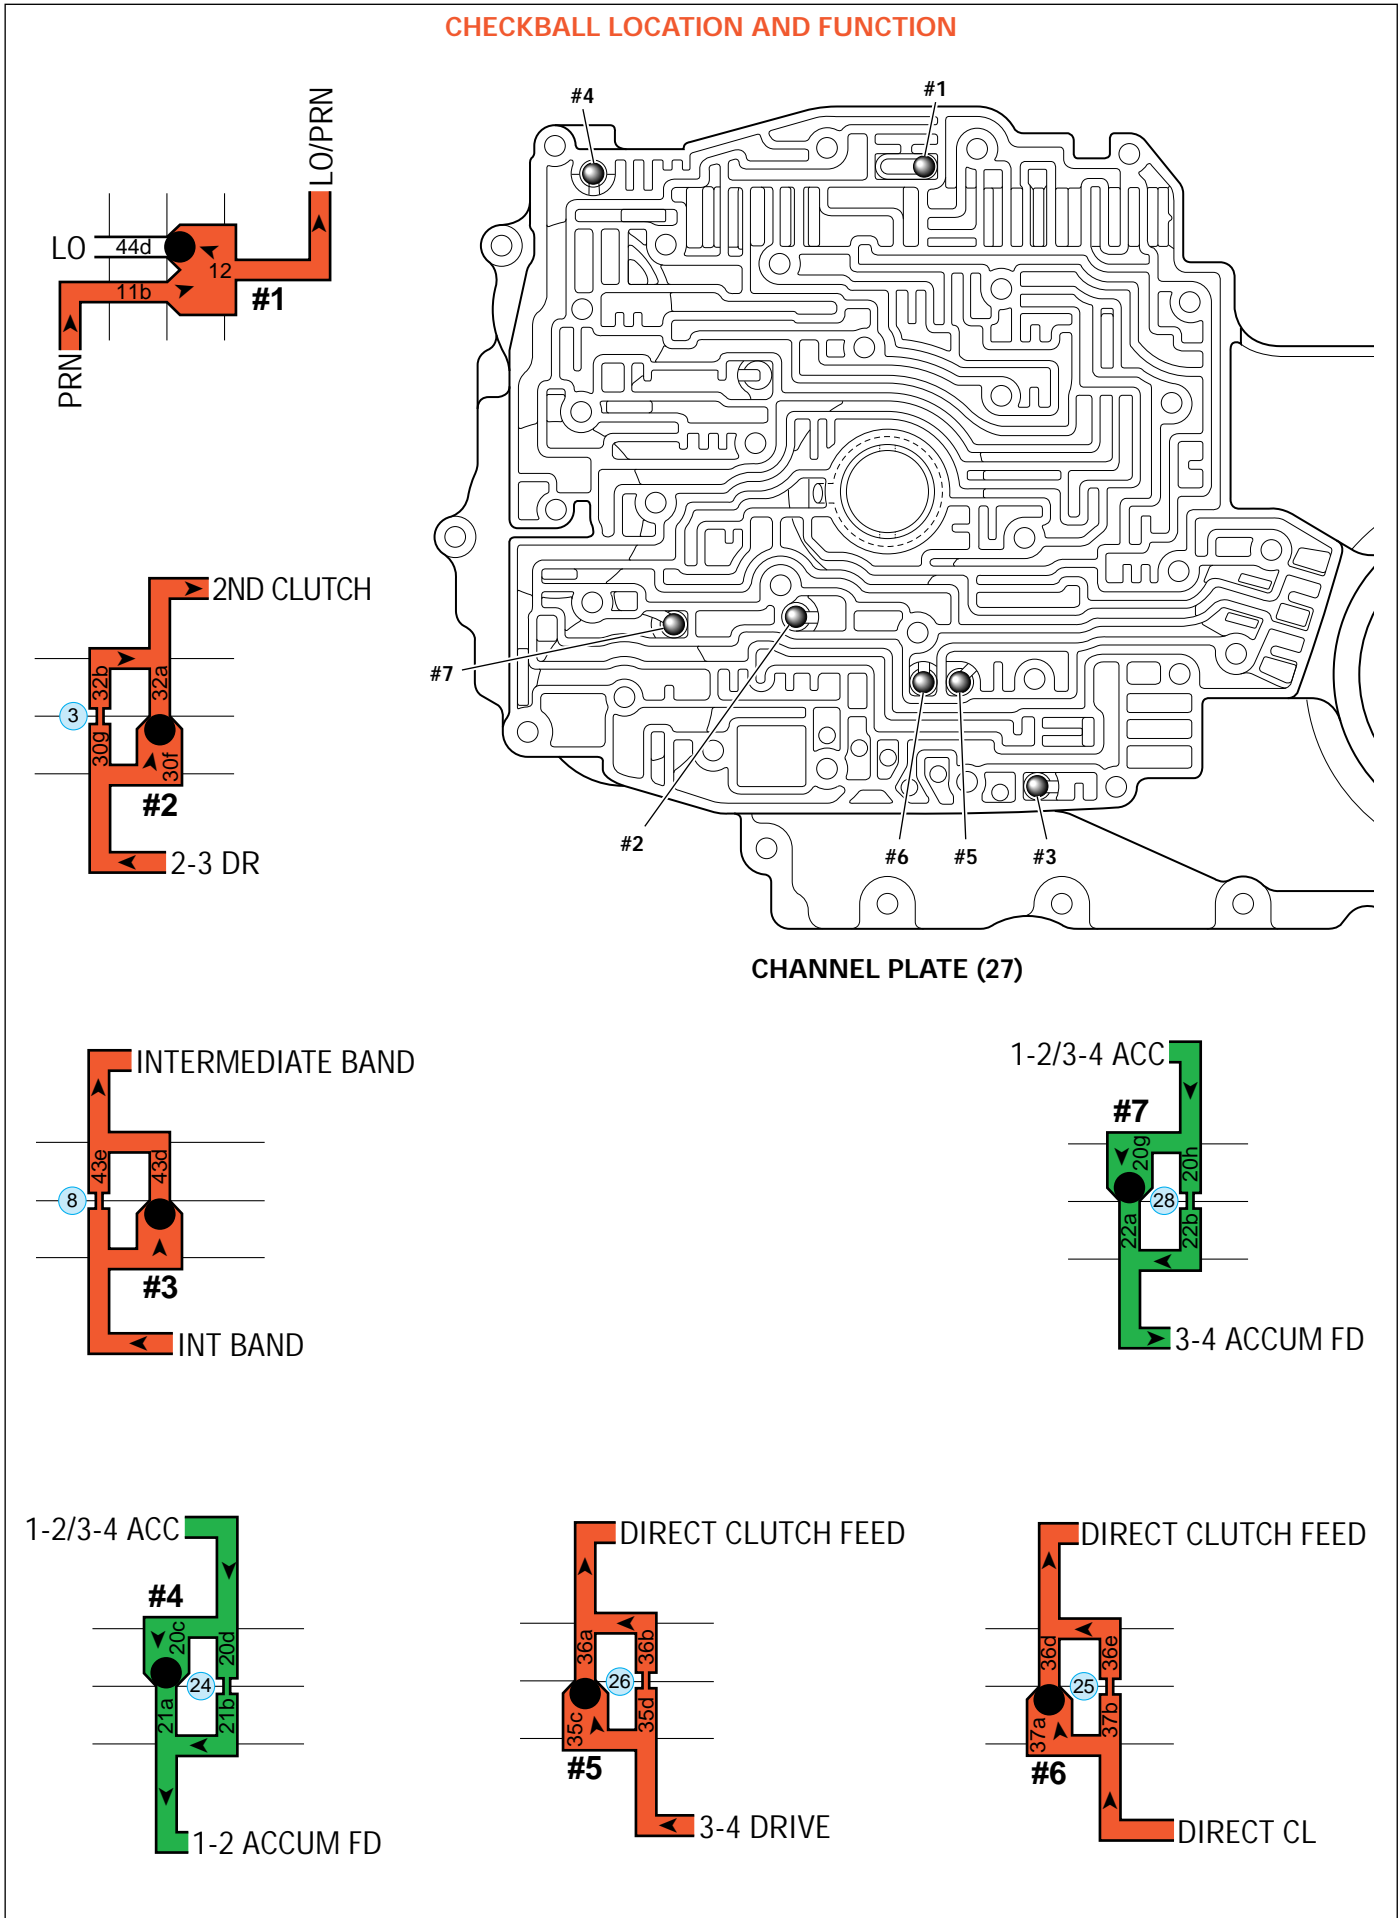 CHECKBALL LOCATION AND FUNCTION
#4
#1
LO/PRN
LO
44d
12
11b
#1
PRN
2ND CLUTCH
32b
32a
3
30g
30f
#2
2-3 DR
#7
#2
#6
#5
#3
CHANNEL PLATE (27)
INTERMEDIATE BAND
43e
43d
8
#3
INT BAND
1-2/3-4 ACC
#7
20g
20h
28
22a
22b
3-4 ACCUM FD
1-2/3-4 ACC
#4
20c
20d
24
21a
21b
1-2 ACCUM FD
DIRECT CLUTCH FEED
36a
36b
26
35c
35d
#5
3-4 DRIVE
DIRECT CLUTCH FEED
36d
36e
25
37a
37b
#6
DIRECT CL